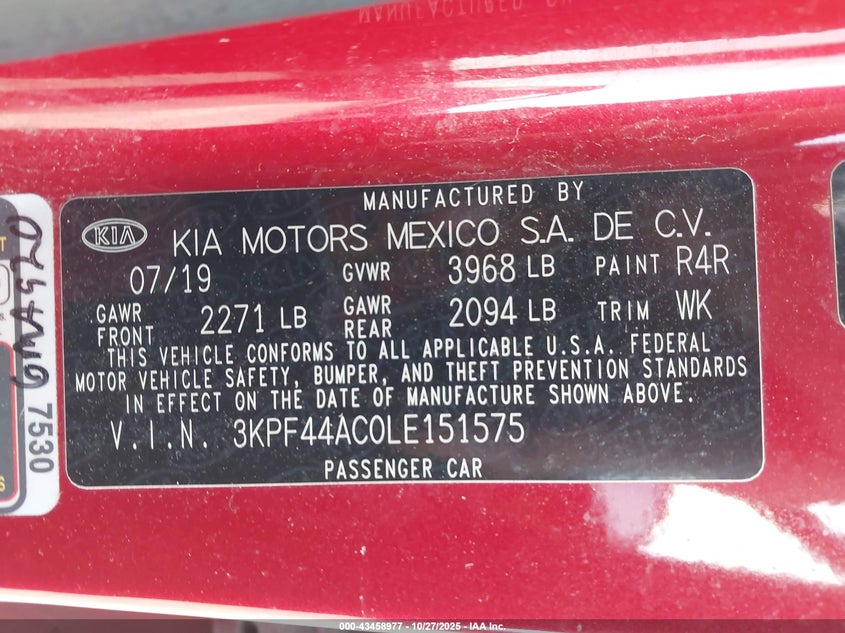 MANUFACTURED BY
KIA
KIA MOTORS MEXICO S.A. DE C.V.
07/19 GVWR 3968 LB PAINT R4R
GAWR FRONT 2271 LB GAWR REAR 2094 LB TRIM WK
THIS VEHICLE CONFORMS TO ALL APPLICABLE U.S.A. FEDERAL
MOTOR VEHICLE SAFETY, BUMPER, AND THEFT PREVENTION STANDARDS
IN EFFECT ON THE DATE OF MANUFACTURE SHOWN ABOVE.
V.I.N. 3KPF44AC0LE151575
PASSENGER CAR
7530
000-43458977 - 10/27/2025 - IAA Inc.